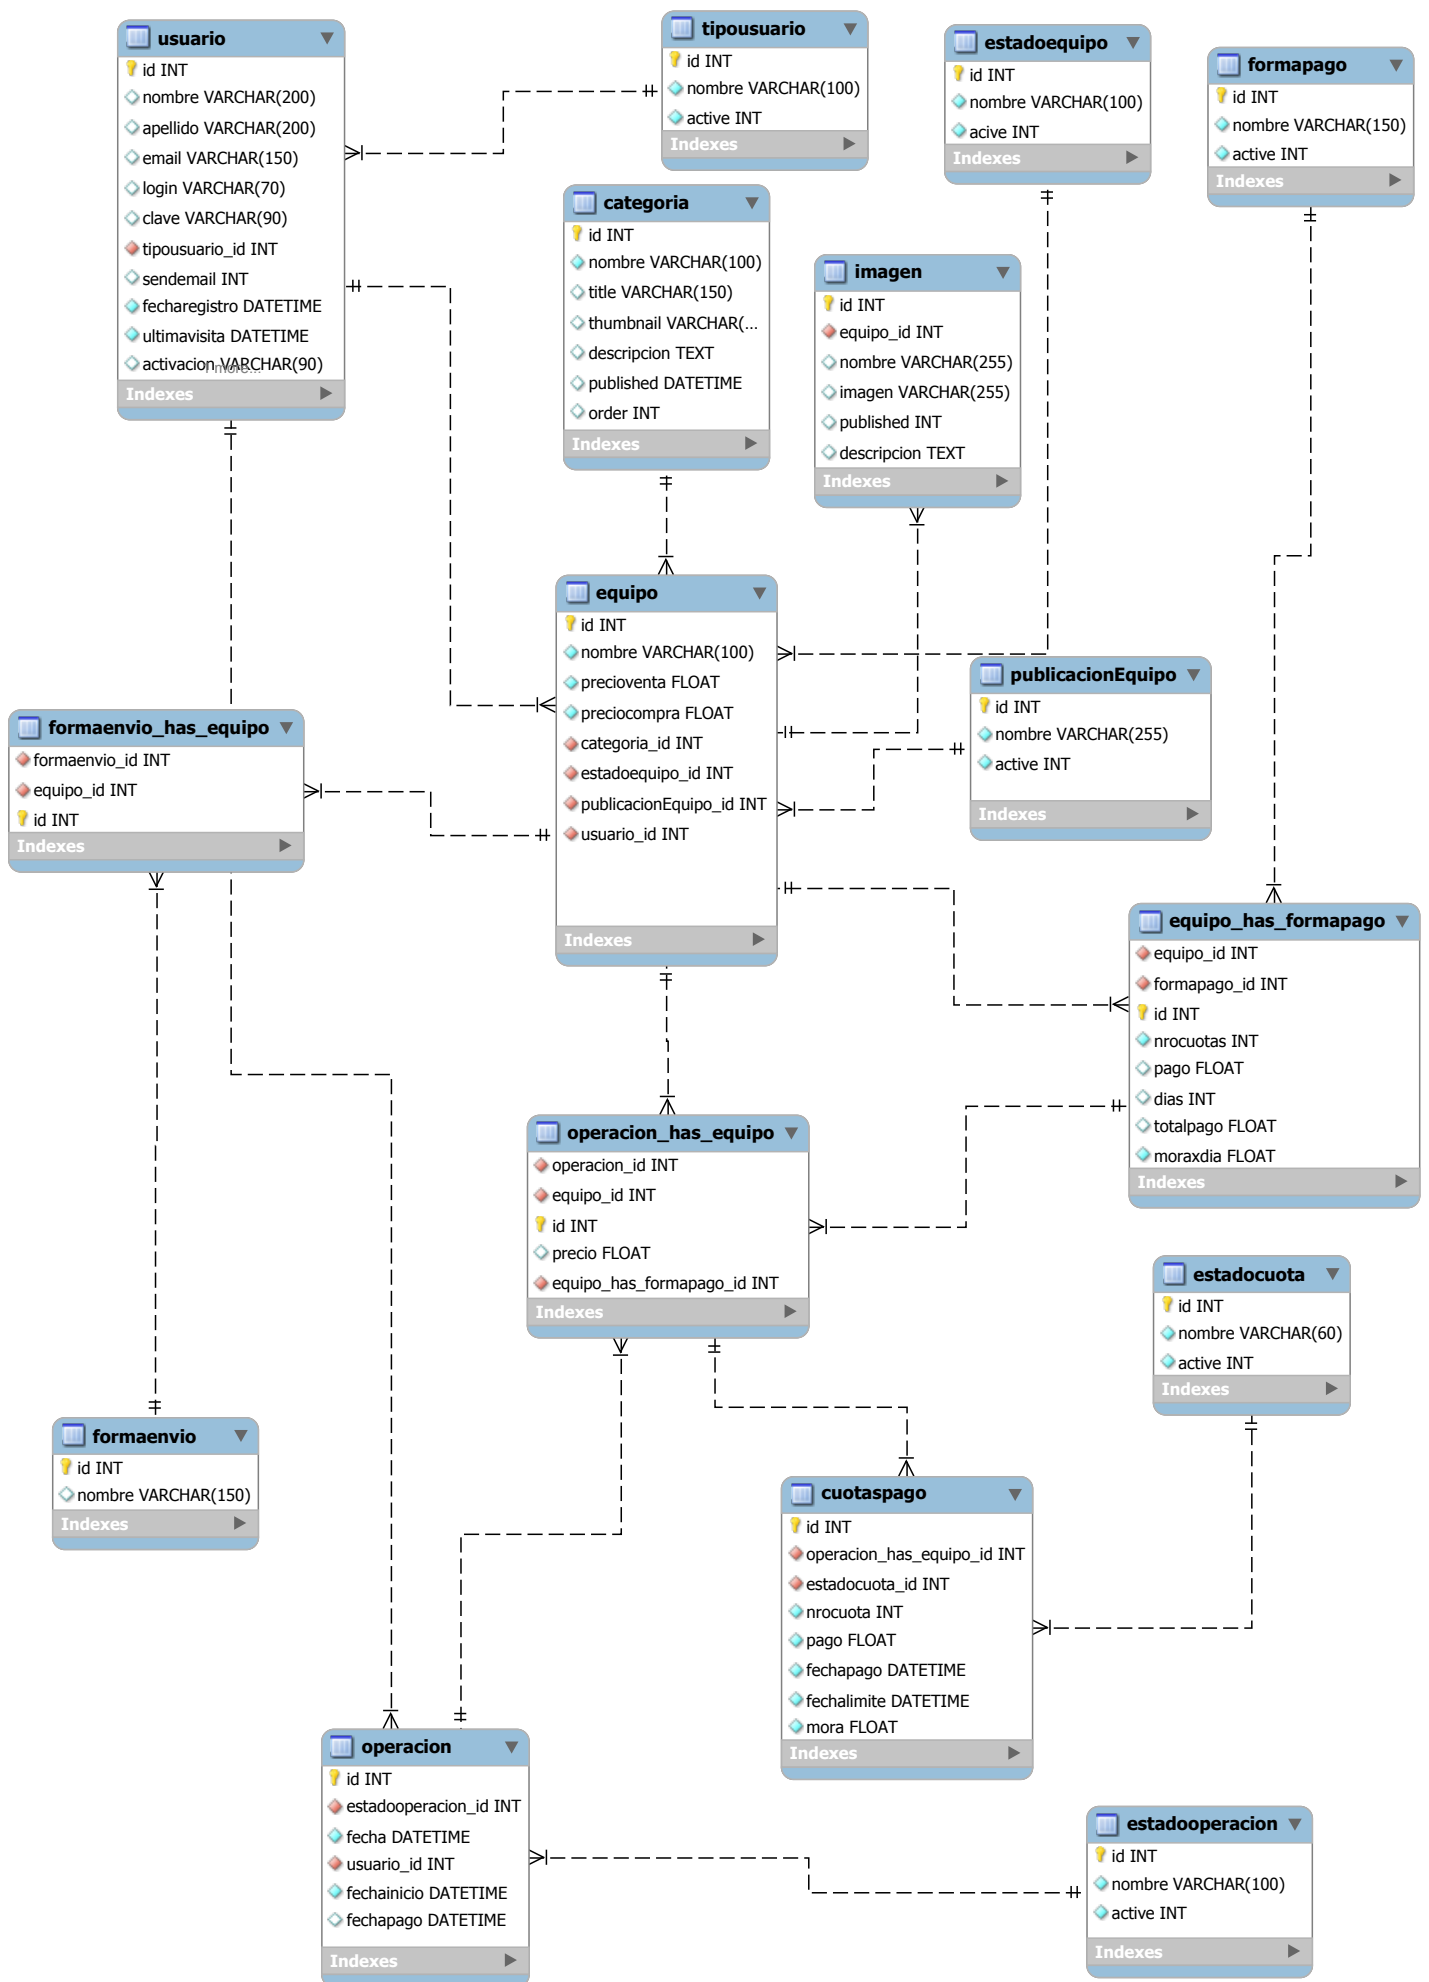 usuario
id INT
nombre VARCHAR(200)
apellido VARCHAR(200)
email VARCHAR(150)
login VARCHAR(70)
clave VARCHAR(90)
tipousuario_id INT
sendemail INT
fecharegistro DATETIME
ultimavisita DATETIME
activacion VARCHAR(90)
1 more...
Indexes
tipousuario
id INT
nombre VARCHAR(100)
active INT
Indexes
estadoequipo
id INT
nombre VARCHAR(100)
acive INT
Indexes
formapago
id INT
nombre VARCHAR(150)
active INT
Indexes
categoria
id INT
nombre VARCHAR(100)
title VARCHAR(150)
thumbnail VARCHAR(...
descripcion TEXT
published DATETIME
order INT
Indexes
imagen
id INT
equipo_id INT
nombre VARCHAR(255)
imagen VARCHAR(255)
published INT
descripcion TEXT
Indexes
equipo
id INT
nombre VARCHAR(100)
precioventa FLOAT
preciocompra FLOAT
categoria_id INT
estadoequipo_id INT
publicacionEquipo_id INT
usuario_id INT
Indexes
publicacionEquipo
id INT
nombre VARCHAR(255)
active INT
Indexes
formaenvio_has_equipo
formaenvio_id INT
equipo_id INT
id INT
Indexes
equipo_has_formapago
equipo_id INT
formapago_id INT
id INT
nrocuotas INT
pago FLOAT
dias INT
totalpago FLOAT
moraxdia FLOAT
Indexes
operacion_has_equipo
operacion_id INT
equipo_id INT
id INT
precio FLOAT
equipo_has_formapago_id INT
Indexes
estadocuota
id INT
nombre VARCHAR(60)
active INT
Indexes
formaenvio
id INT
nombre VARCHAR(150)
Indexes
cuotaspago
id INT
operacion_has_equipo_id INT
estadocuota_id INT
nrocuota INT
pago FLOAT
fechapago DATETIME
fechalimite DATETIME
mora FLOAT
Indexes
operacion
id INT
estadooperacion_id INT
fecha DATETIME
usuario_id INT
fechainicio DATETIME
fechapago DATETIME
Indexes
estadooperacion
id INT
nombre VARCHAR(100)
active INT
Indexes